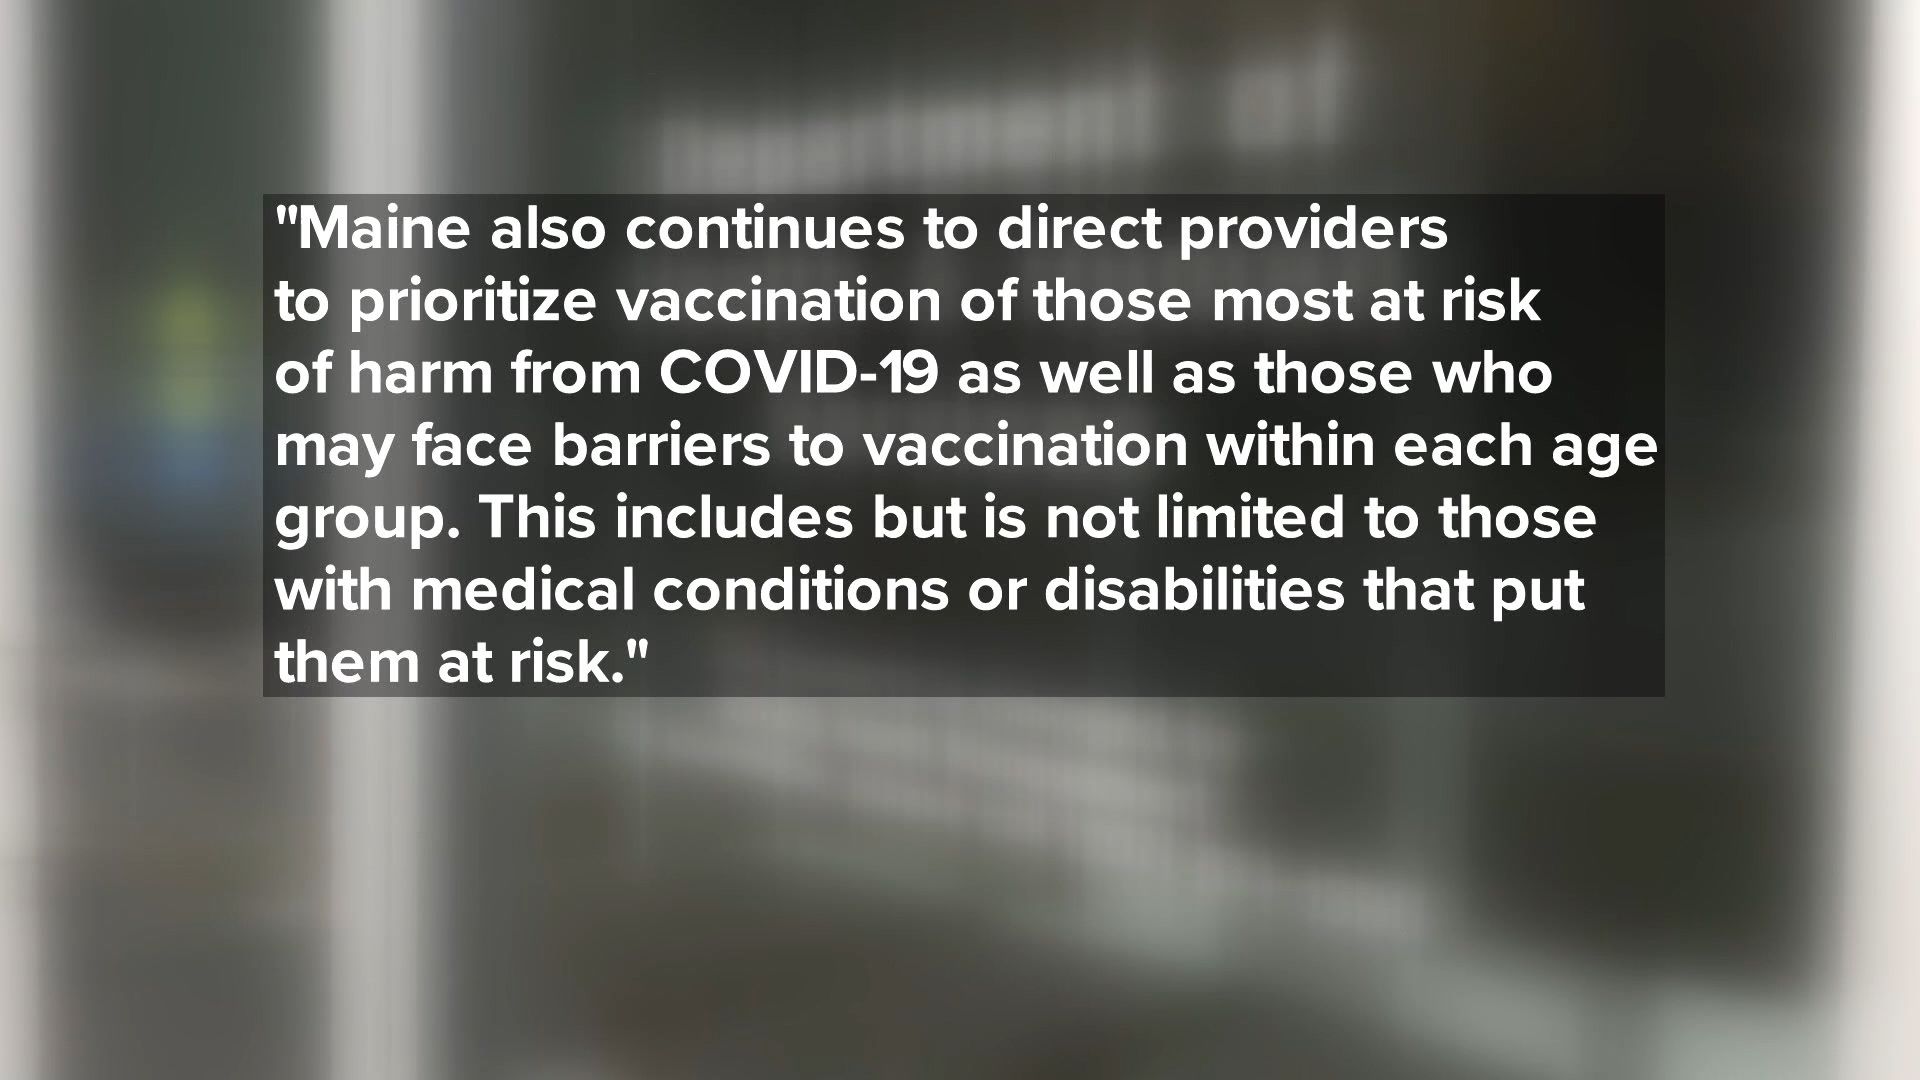 Department of
"Maine also continues to direct providers
to prioritize vaccination of those most at risk
of harm from COVID-19 as well as those who
may face barriers to vaccination within each age
group. This includes but is not limited to those
with medical conditions or disabilities that put
them at risk."